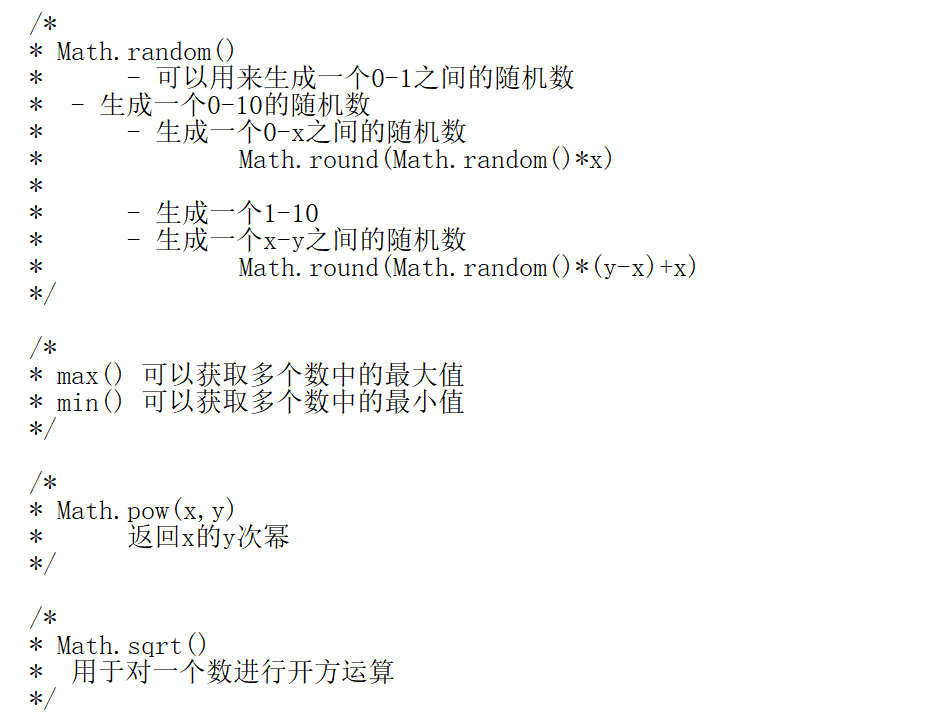 /*
* Math.random()
*      - 可以用来生成一个0-1之间的随机数
*  - 生成一个0-10的随机数
*      - 生成一个0-x之间的随机数
*              Math.round(Math.random()*x)
*
*      - 生成一个1-10
*      - 生成一个x-y之间的随机数
*              Math.round(Math.random()*(y-x)+x)
*/
/*
* max() 可以获取多个数中的最大值
* min() 可以获取多个数中的最小值
*/
/*
* Math.pow(x,y)
*      返回x的y次幂
*/
/*
* Math.sqrt()
*  用于对一个数进行开方运算
*/